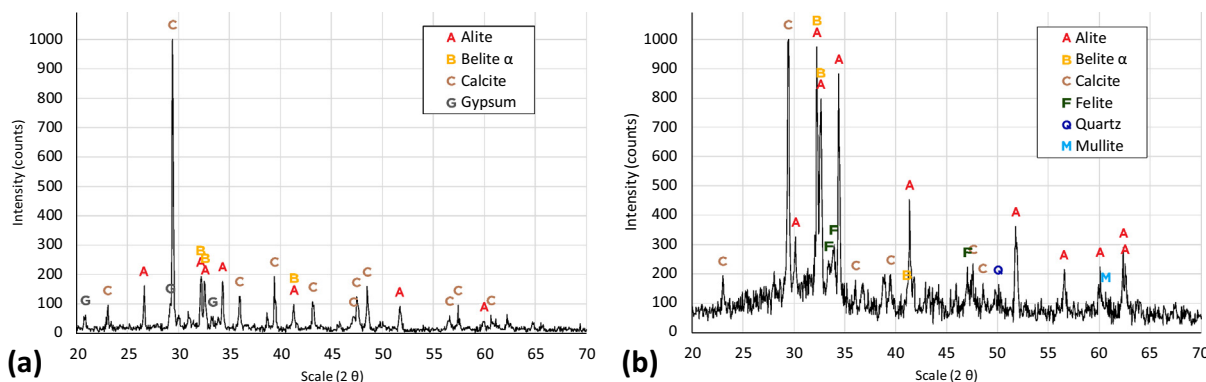 A Alite
B Belite α
C Calcite
G Gypsum
Intensity (counts)
1000
900
800
700
600
500
400
300
200
100
0
C
G
C
A
G
B
A
B
A
G
A
C
C
B
A
C
C
C
C
A
C
C
A
C
20 25 30 35 40 45 50 55 60 65 70
Scale (2 θ)
(a)
A Alite
B Belite α
C Calcite
F Felite
Q Quartz
M Mullite
Intensity (counts)
1000
900
800
700
600
500
400
300
200
100
0
C
C
A
B
A
B
A
A
F
F
C
C
B
A
F
C
C
Q
A
A
A
M
A
A
20 25 30 35 40 45 50 55 60 65 70
Scale (2 θ)
(b)